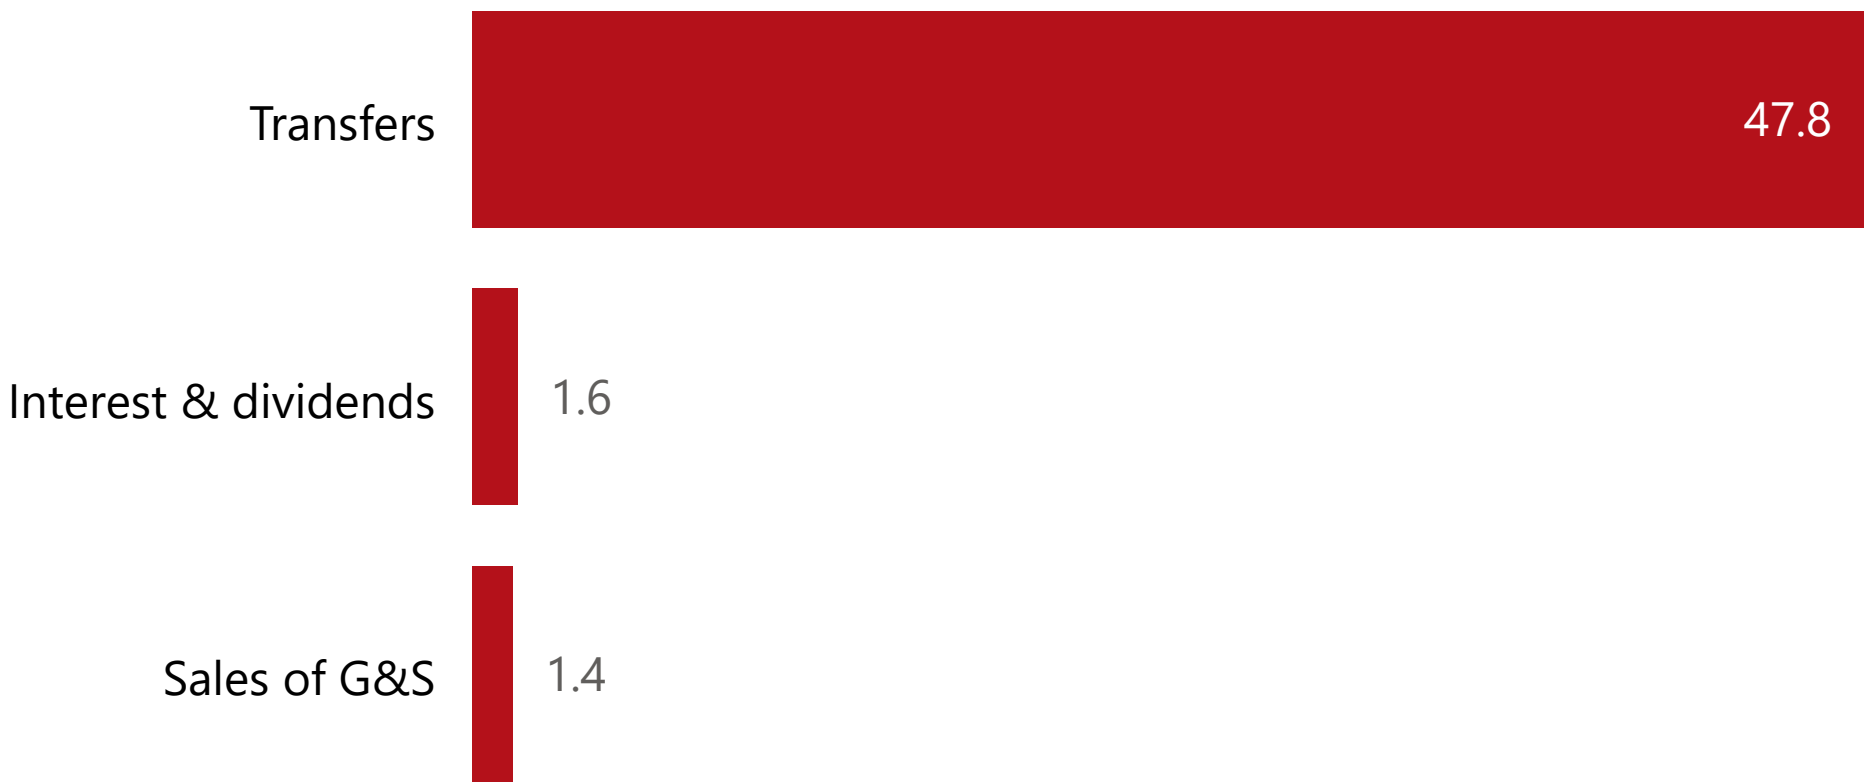 Transfers 47.8
Interest & dividends 1.6
Sales of G&S 1.4